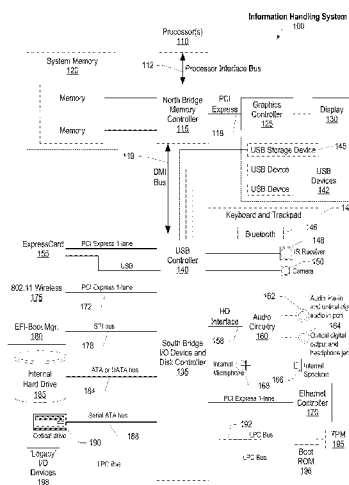 Information Handling System
100
Processor(s)
110
System Memory
120
112
Processor Interface Bus
Memory
Memory
North Bridge
Memory
Controller
115
PCI
Express
118
Graphics
Controller
125
Display
130
119
DMI
Bus
USB Storage Device
145
USB Device
USB Device
USB
Devices
142
Keyboard and Trackpad
Bluetooth
146
148
IR Receiver
150
Camera
ExpressCard
155
PCI Express 1-lane
USB
USB
Controller
140
802.11 Wireless
175
PCI Express 1-lane
172
EFI-Boot Mgr.
180
SPI bus
178
South Bridge
I/O Device and
Disk Controller
135
HD
Interface
158
Audio
Circuitry
160
162
Audio line-in
and optical digital
audio in port
164
Optical digital
output and
headphone jack
Internal
Microphone
168
166
Internal
Speakers
Internal
Hard Drive
185
ATA or SATA bus
184
PCI Express 1-lane
Ethernet
Controller
170
Serial ATA bus
Optical drive
190
188
"Legacy"
I/O
Devices
198
LPC Bus
192
LPC Bus
LPC Bus
TPM
195
Boot
ROM
196